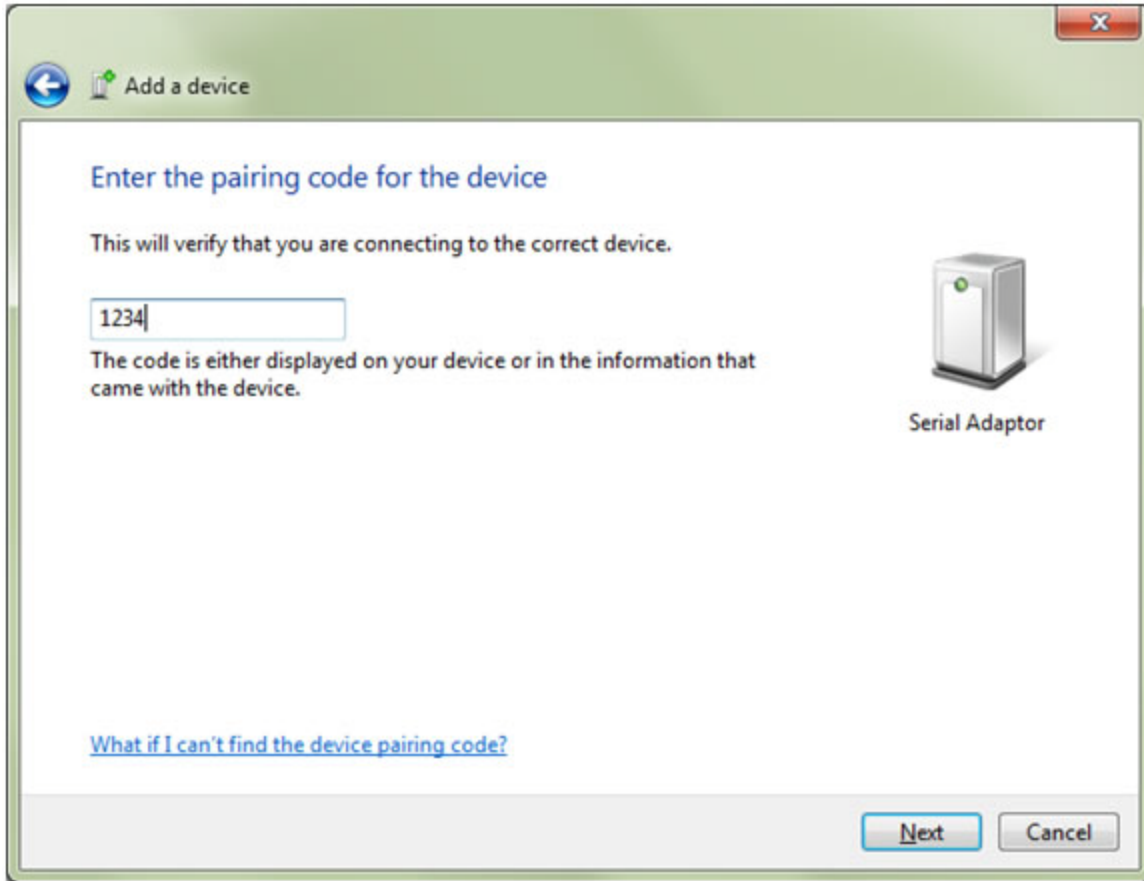 Add a device
Enter the pairing code for the device
This will verify that you are connecting to the correct device.
1234
The code is either displayed on your device or in the information that
came with the device.
Serial Adaptor
What if I can't find the device pairing code?
Next
Cancel